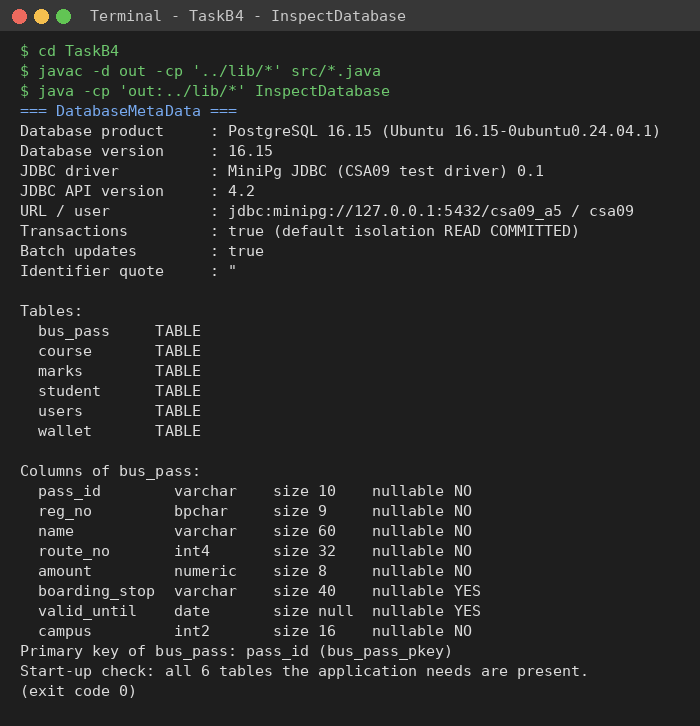 Terminal - TaskB4 - InspectDatabase
$ cd TaskB4
$ javac -d out -cp '../lib/*' src/*.java
$ java -cp 'out:../lib/*' InspectDatabase
=== DatabaseMetaData ===
Database product     : PostgreSQL 16.15 (Ubuntu 16.15-0ubuntu0.24.04.1)
Database version     : 16.15
JDBC driver          : MiniPg JDBC (CSA09 test driver) 0.1
JDBC API version     : 4.2
URL / user           : jdbc:minipg://127.0.0.1:5432/csa09_a5 / csa09
Transactions         : true (default isolation READ COMMITTED)
Batch updates        : true
Identifier quote     : "

Tables:
  bus_pass     TABLE
  course       TABLE
  marks        TABLE
  student      TABLE
  users        TABLE
  wallet       TABLE

Columns of bus_pass:
  pass_id        varchar    size 10    nullable NO
  reg_no         bpchar     size 9     nullable NO
  name           varchar    size 60    nullable NO
  route_no       int4       size 32    nullable NO
  amount         numeric    size 8     nullable NO
  boarding_stop  varchar    size 40    nullable YES
  valid_until    date       size null  nullable YES
  campus         int2       size 16    nullable NO
Primary key of bus_pass: pass_id (bus_pass_pkey)
Start-up check: all 6 tables the application needs are present.
(exit code 0)